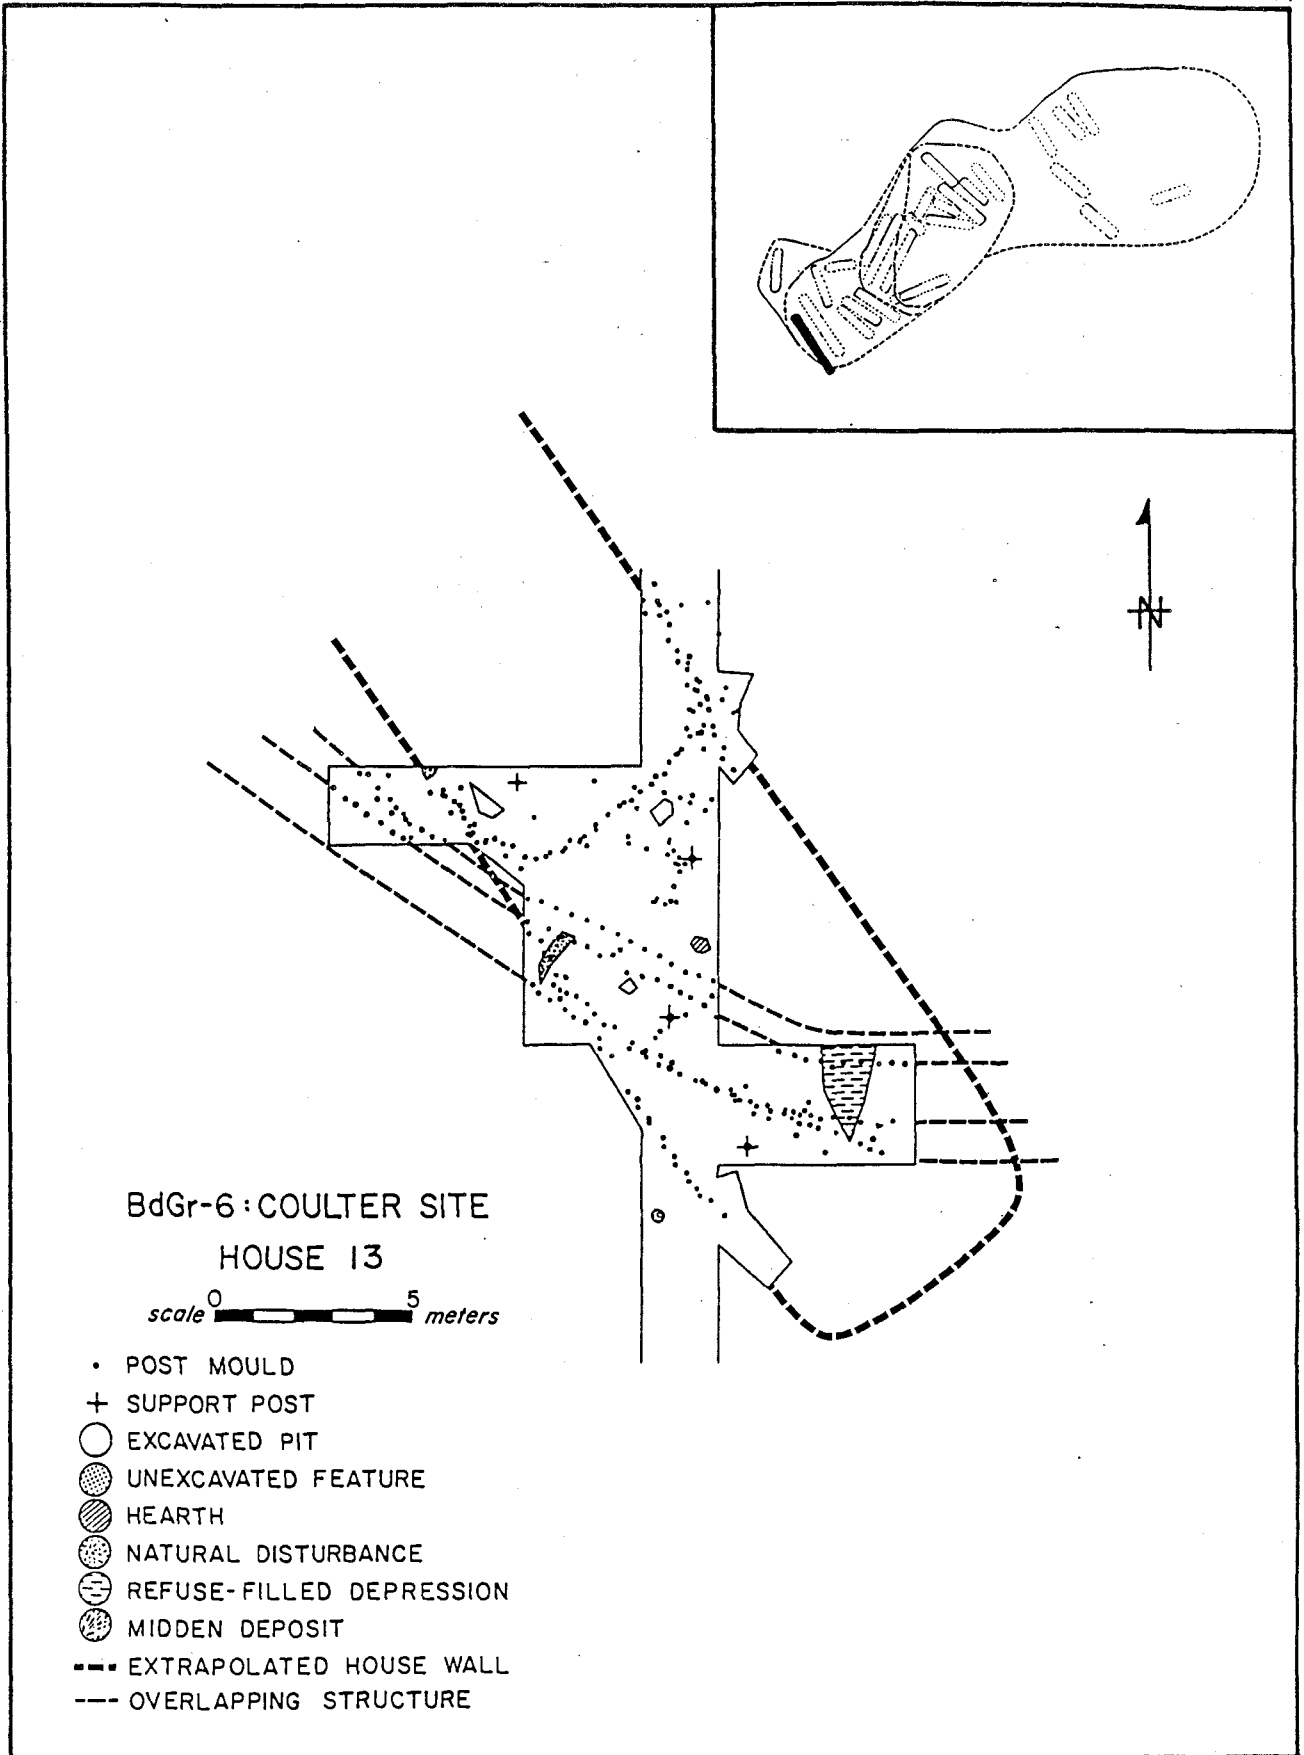 N
BdGr-6: COULTER SITE
HOUSE 13
0 5
scale meters
POST MOULD
SUPPORT POST
EXCAVATED PIT
UNEXCAVATED FEATURE
HEARTH
NATURAL DISTURBANCE
REFUSE-FILLED DEPRESSION
MIDDEN DEPOSIT
EXTRAPOLATED HOUSE WALL
OVERLAPPING STRUCTURE